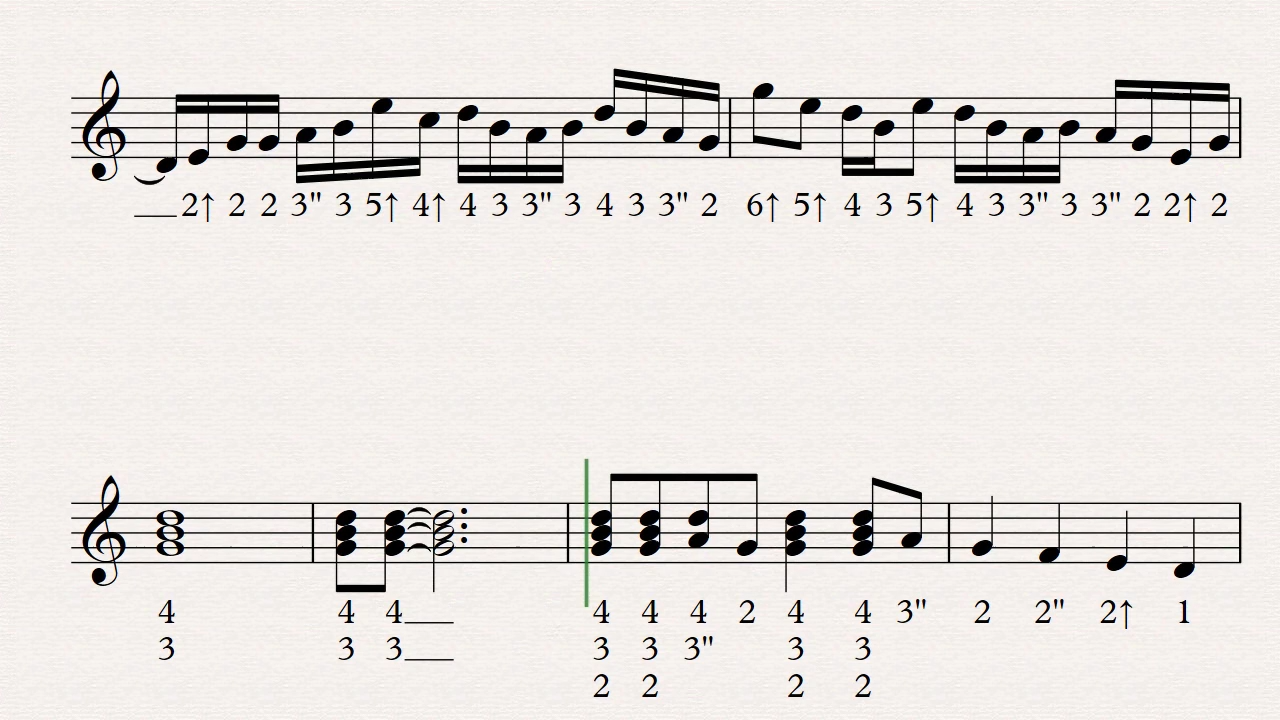 __2↑ 2 2 3" 3 5↑ 4↑ 4 3 3" 3 4 3 3" 2 6↑ 5↑ 4 3 5↑ 4 3 3" 3 3" 2 2↑ 2
4 4 4__ 4 4 4 2 4 4 3" 2 2" 2↑ 1
3 3 3__ 3 3 3" 3 3
2 2 2 2